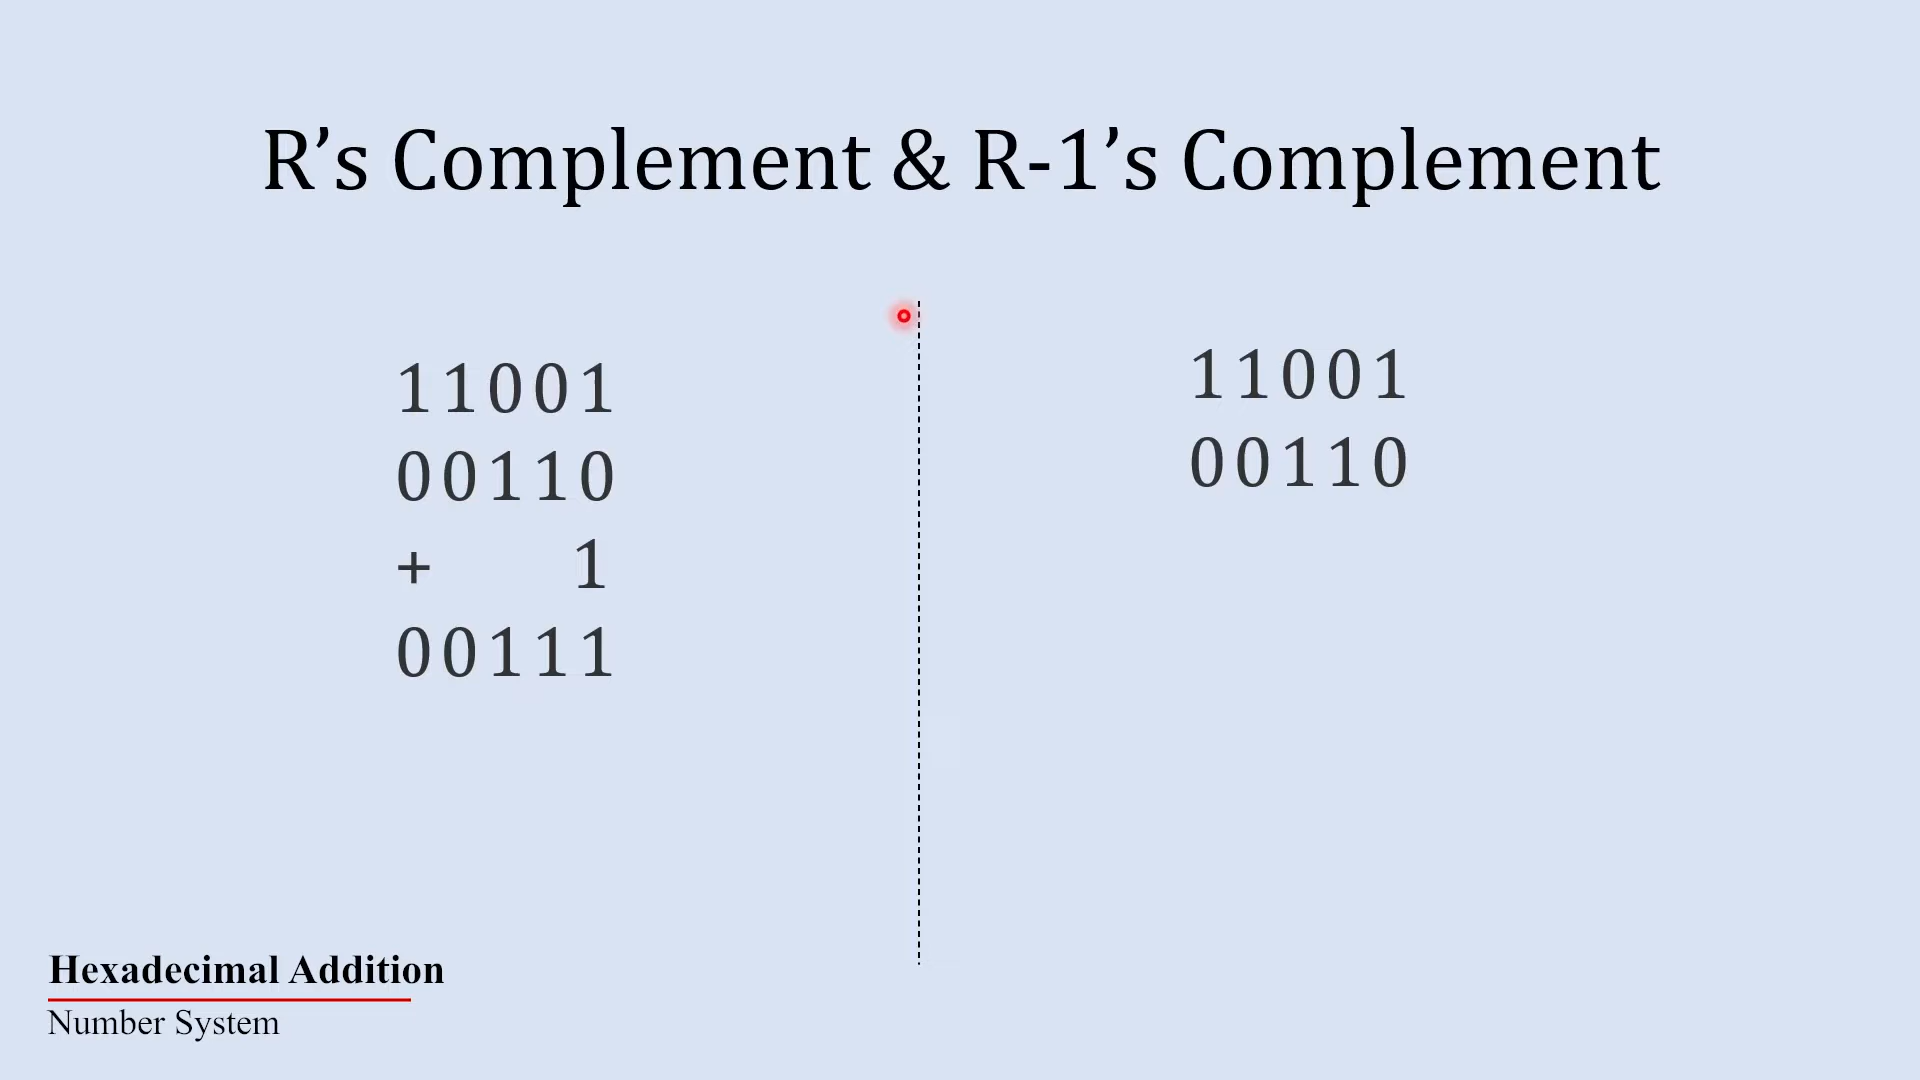 R’s Complement & R-1’s Complement
11001
00110
+ 1
00111
11001
00110
Hexadecimal Addition
Number System